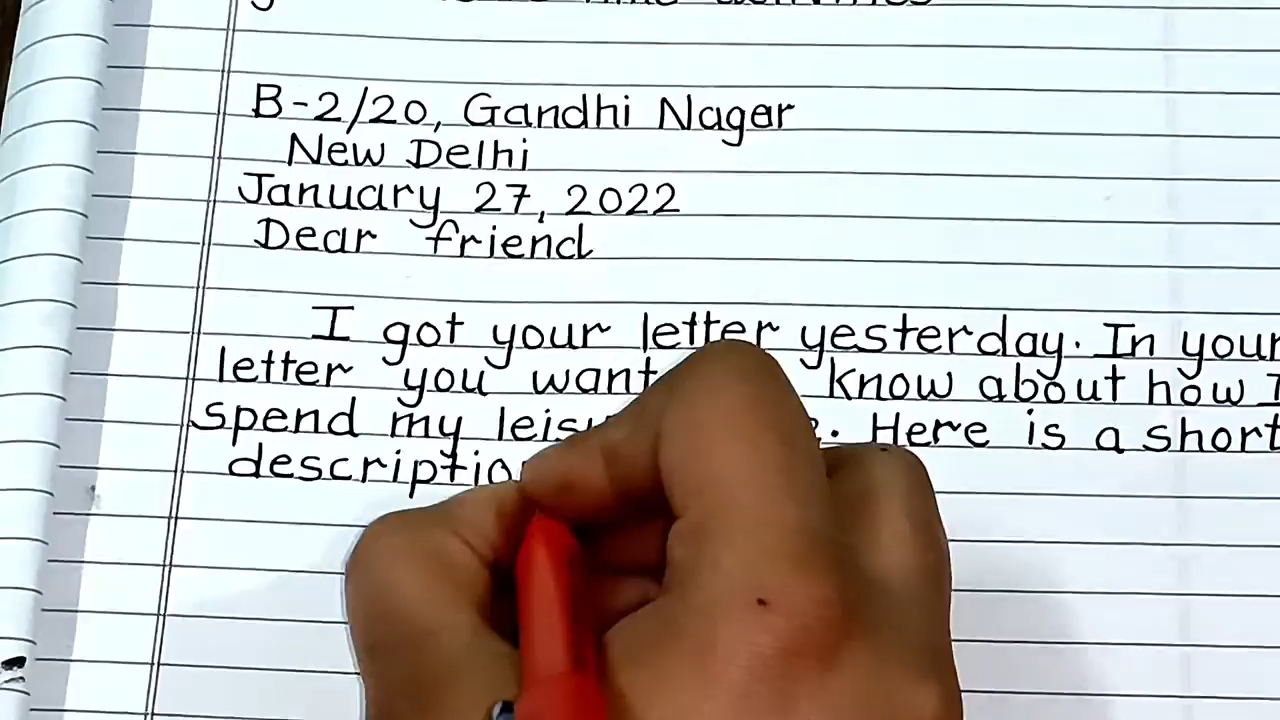 B-2/20, Gandhi Nagar
New Delhi
January 27, 2022
Dear friend
I got your letter yesterday. In your
letter you want know about how I
spend my . Here is a short